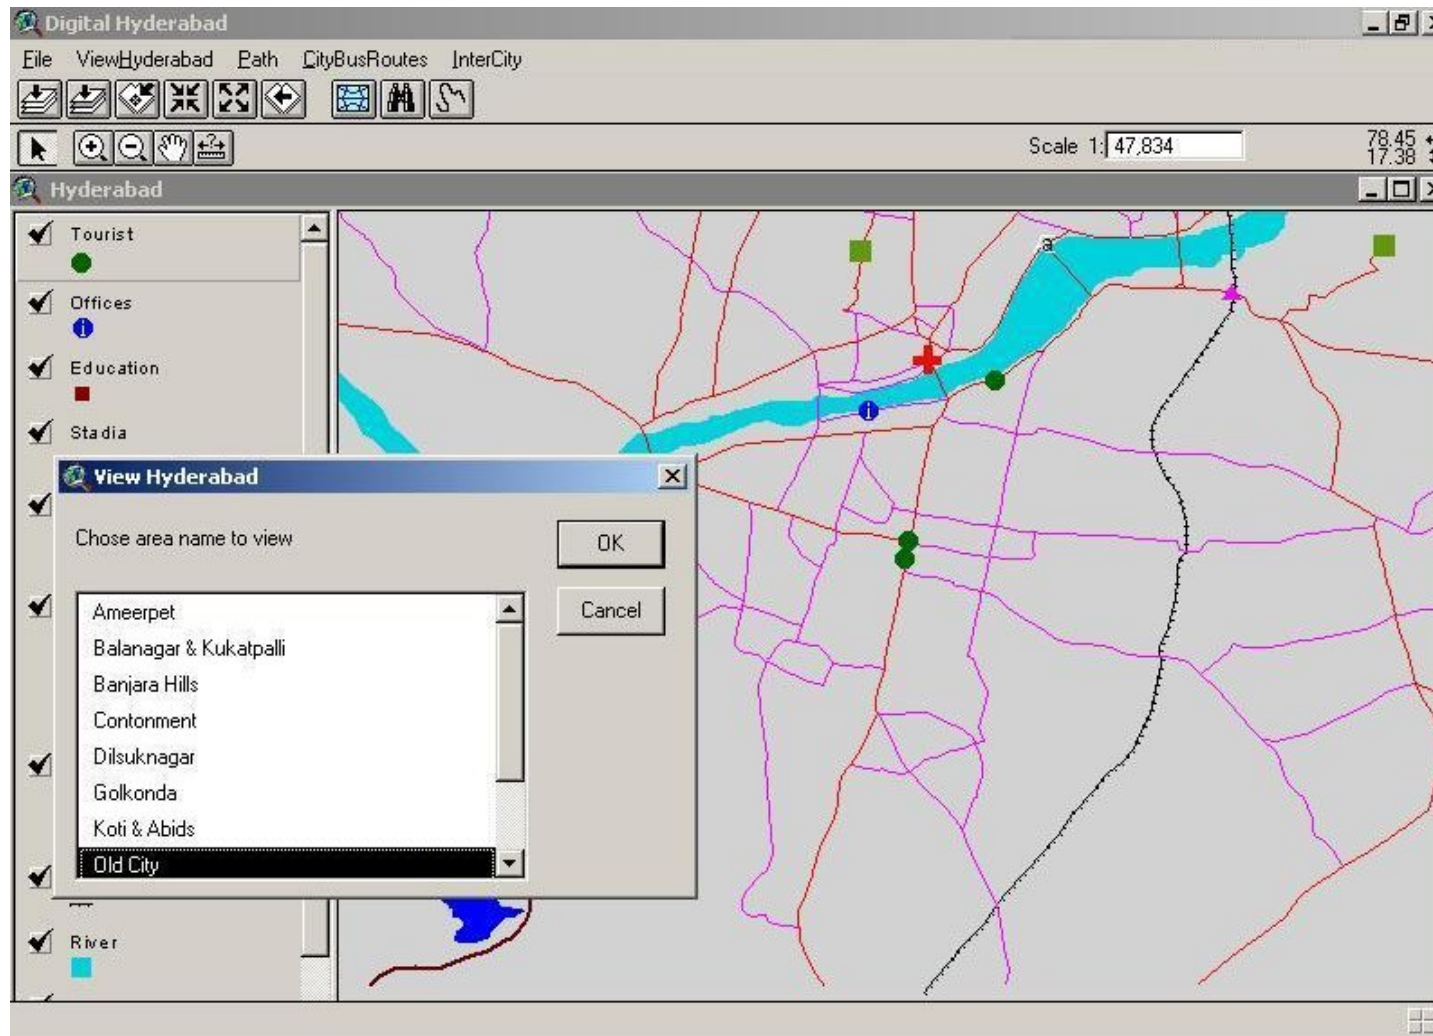 Digital Hyderabad
File ViewHyderabad Path CityBusRoutes InterCity
Scale 1: 47,834
78.45
17.38
Hyderabad
Tourist
Offices
i
Education
Stadia
River
a
i
View Hyderabad
Chose area name to view
OK
Cancel
Ameerpet
Balanagar & Kukatpalli
Banjara Hills
Contonment
Dilsuknagar
Golkonda
Koti & Abids
Old City